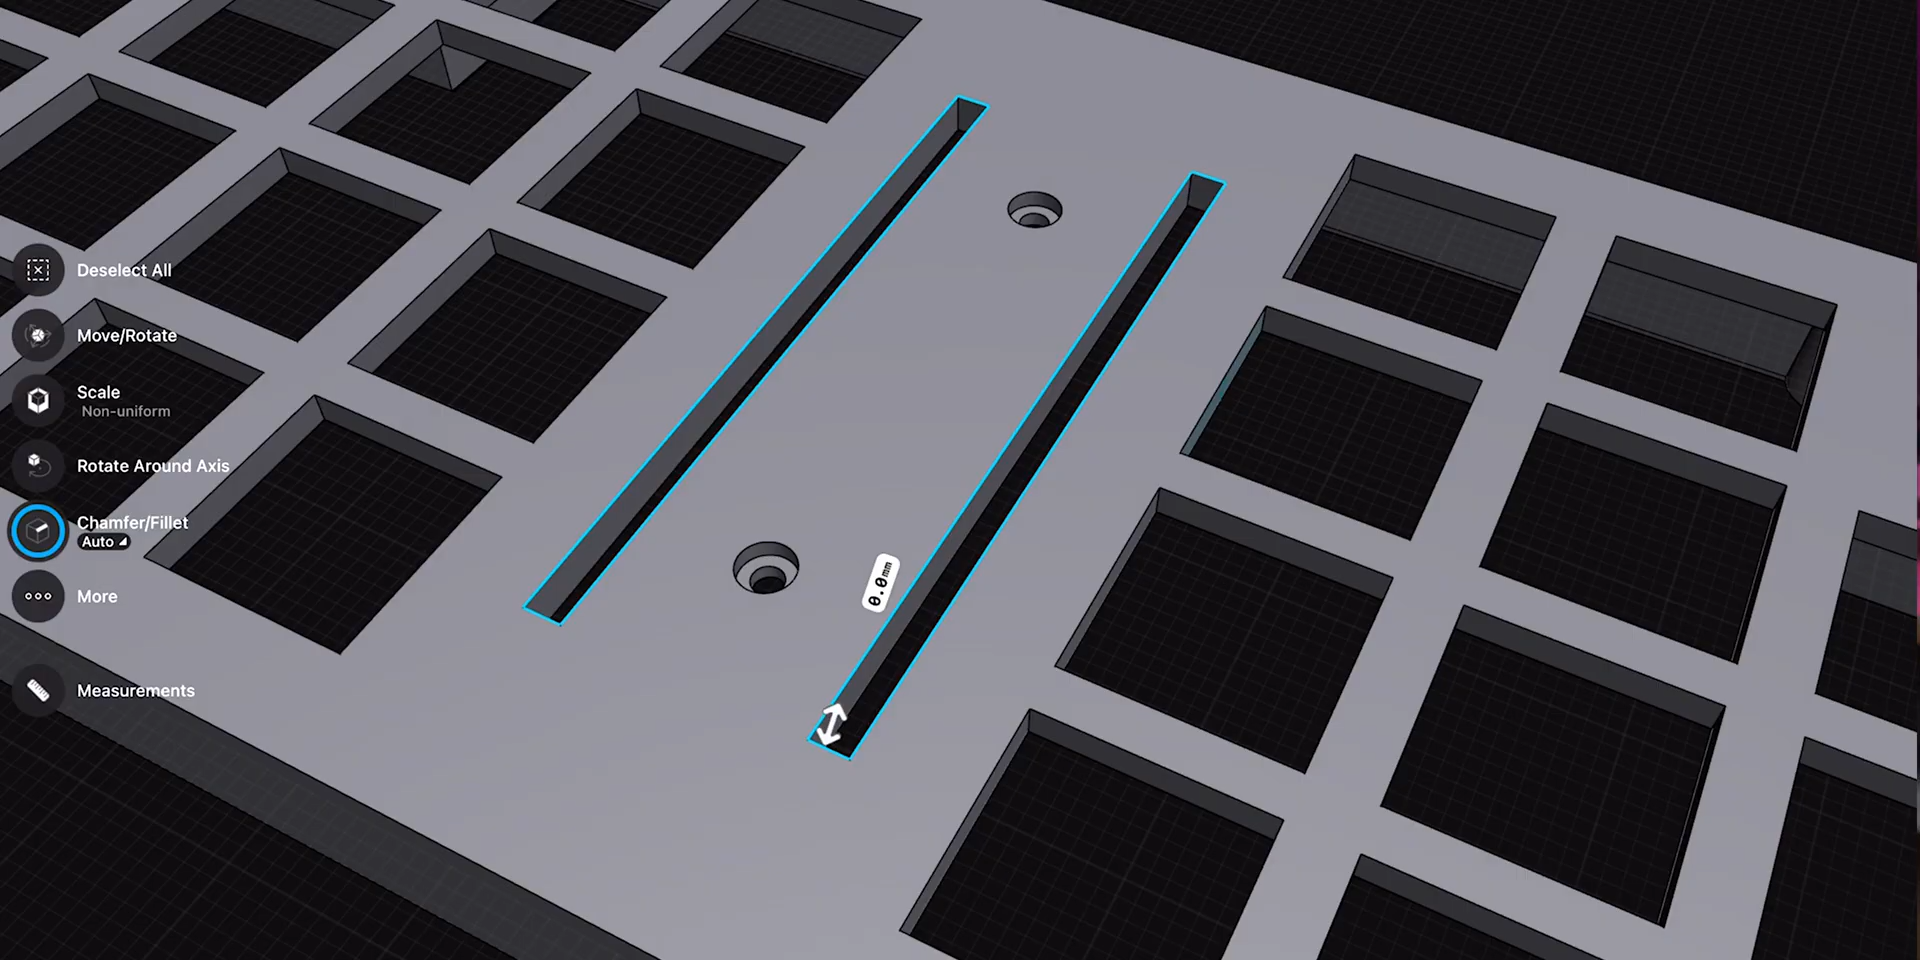 Deselect All
Move/Rotate
Scale
Non-uniform
Rotate Around Axis
Chamfer/Fillet
Auto
More
Measurements
0.0mm